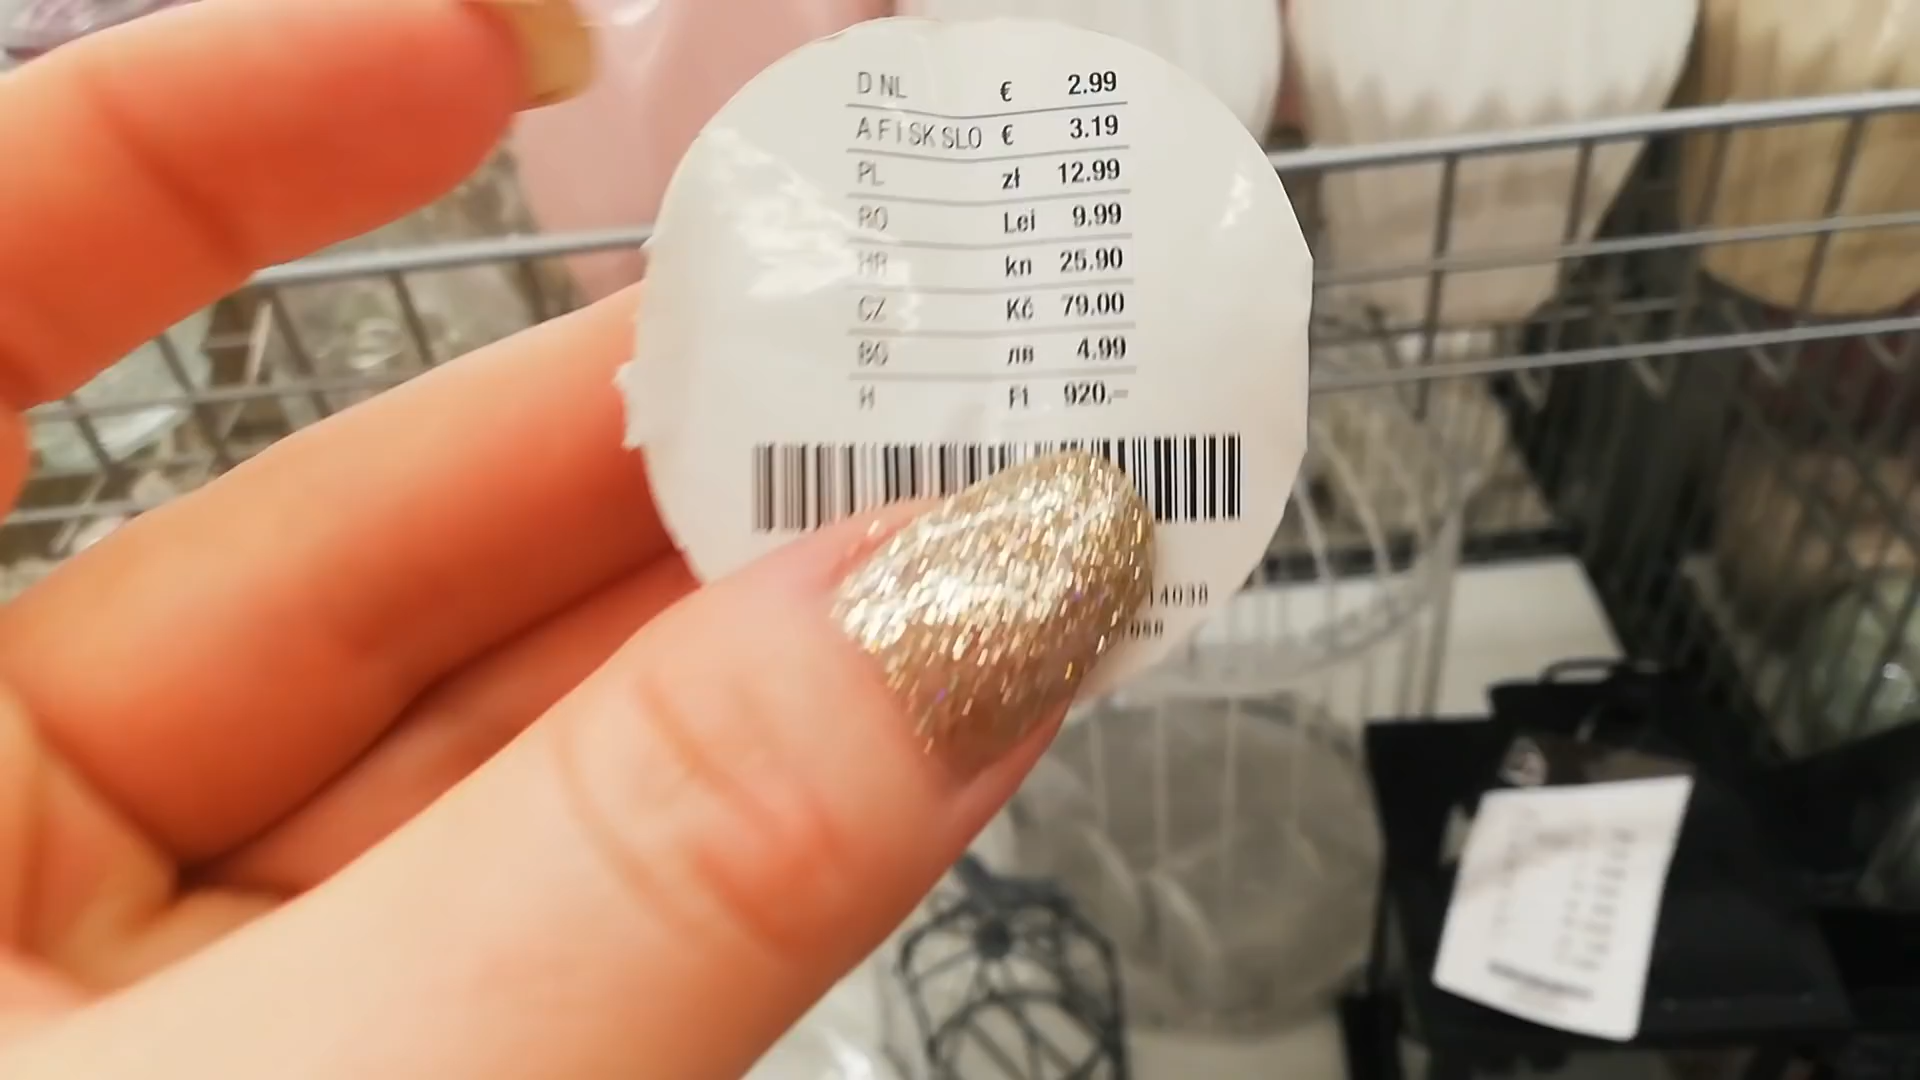 D NL € 2.99
A F I SK SLO € 3.19
PL zł 12.99
RO Lei 9.99
HR kn 25.90
CZ Kč 79.00
BG лв 4.99
H Ft 920,–
14038